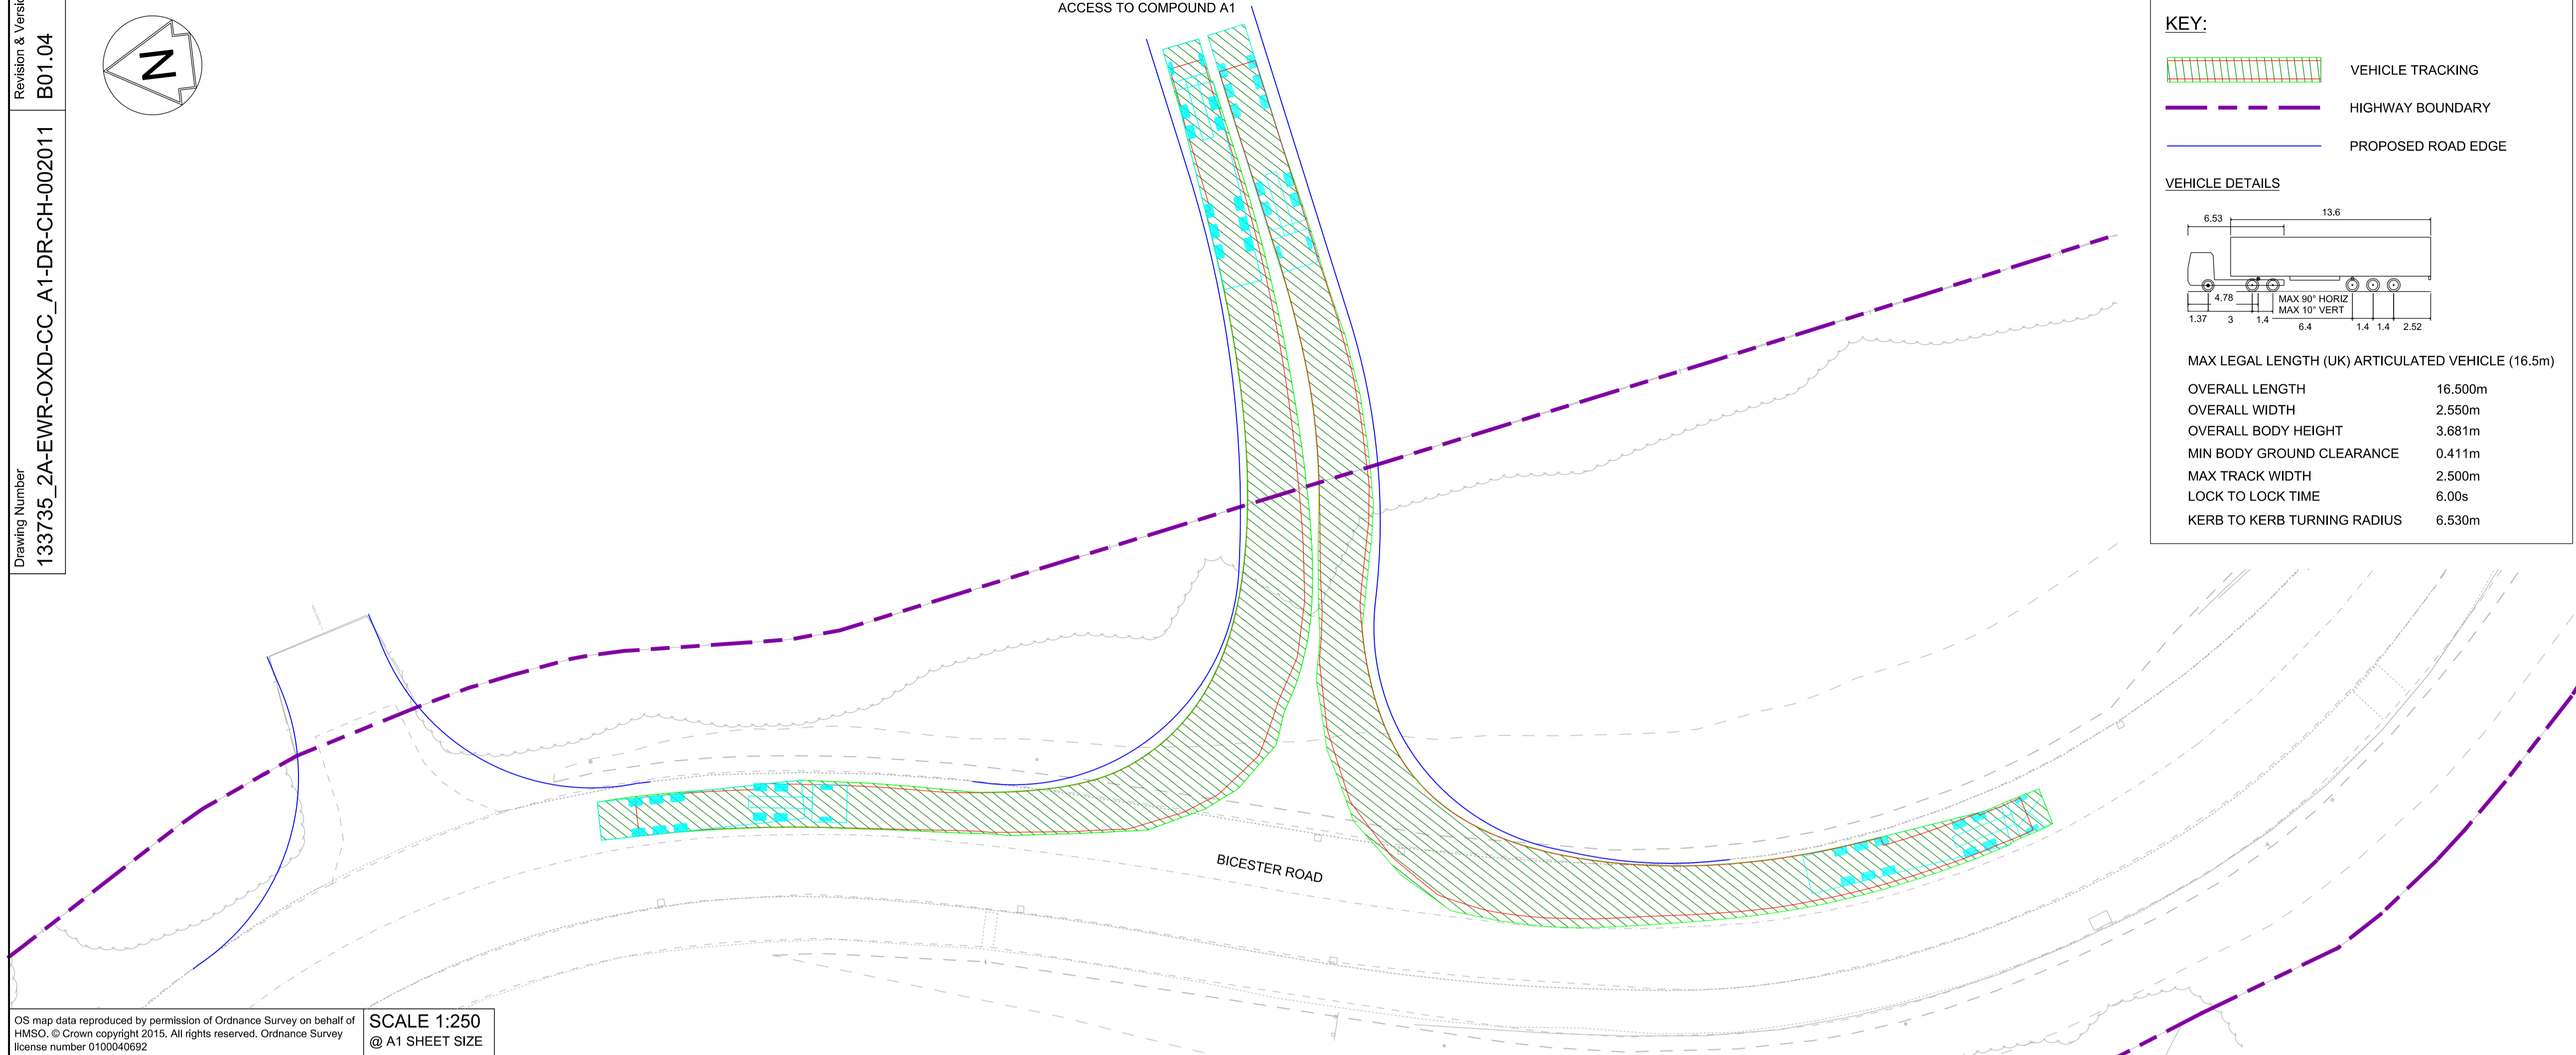 Revision & Versio
B01.04
Drawing Number
133735_2A-EWR-OXD-CC_A1-DR-CH-002011
N
ACCESS TO COMPOUND A1
BICESTER ROAD
KEY:
VEHICLE TRACKING
HIGHWAY BOUNDARY
PROPOSED ROAD EDGE
VEHICLE DETAILS
6.53 13.6
4.78 MAX 90° HORIZ
MAX 10° VERT
1.37 3 1.4 6.4 1.4 1.4 2.52
MAX LEGAL LENGTH (UK) ARTICULATED VEHICLE (16.5m)
OVERALL LENGTH 16.500m
OVERALL WIDTH 2.550m
OVERALL BODY HEIGHT 3.681m
MIN BODY GROUND CLEARANCE 0.411m
MAX TRACK WIDTH 2.500m
LOCK TO LOCK TIME 6.00s
KERB TO KERB TURNING RADIUS 6.530m
OS map data reproduced by permission of Ordnance Survey on behalf of
HMSO. © Crown copyright 2015. All rights reserved. Ordnance Survey
license number 0100040692
SCALE 1:250
@ A1 SHEET SIZE